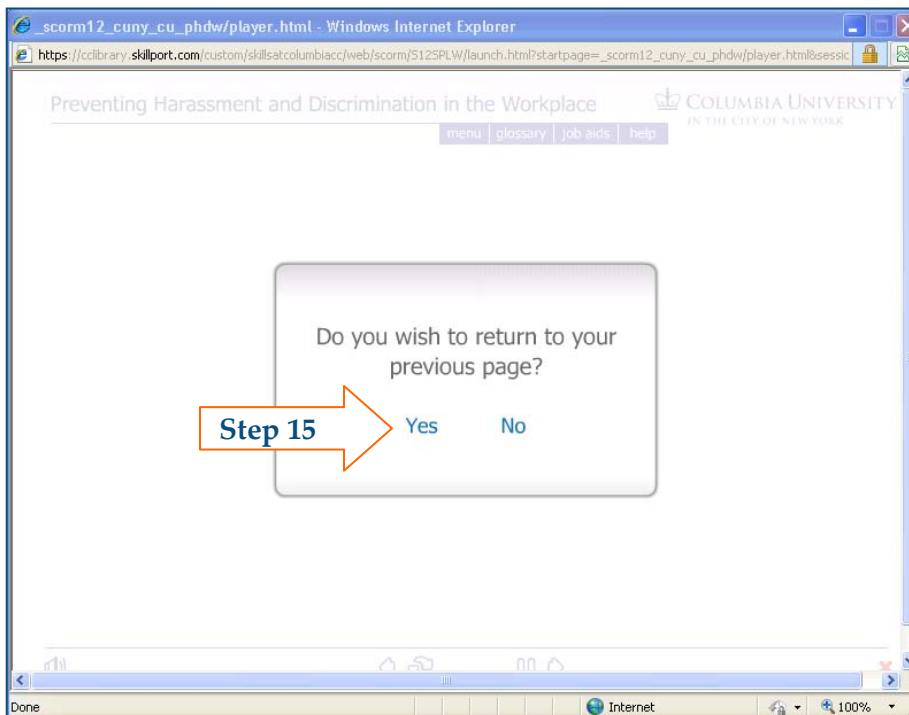 _scorm12_cuny_cu_phdw/player.html - Windows Internet Explorer
https://cclibrary.skillport.com/custom/skillsatcolumbiacc/web/scorm/S12SPLW/launch.html?startpage=_scorm12_cuny_cu_phdw/player.html&sessic
Preventing Harassment and Discrimination in the Workplace
COLUMBIA UNIVERSITY
IN THE CITY OF NEW YORK
menu glossary job aids help
Do you wish to return to your
previous page?
Step 15
Yes No
Done Internet 100%